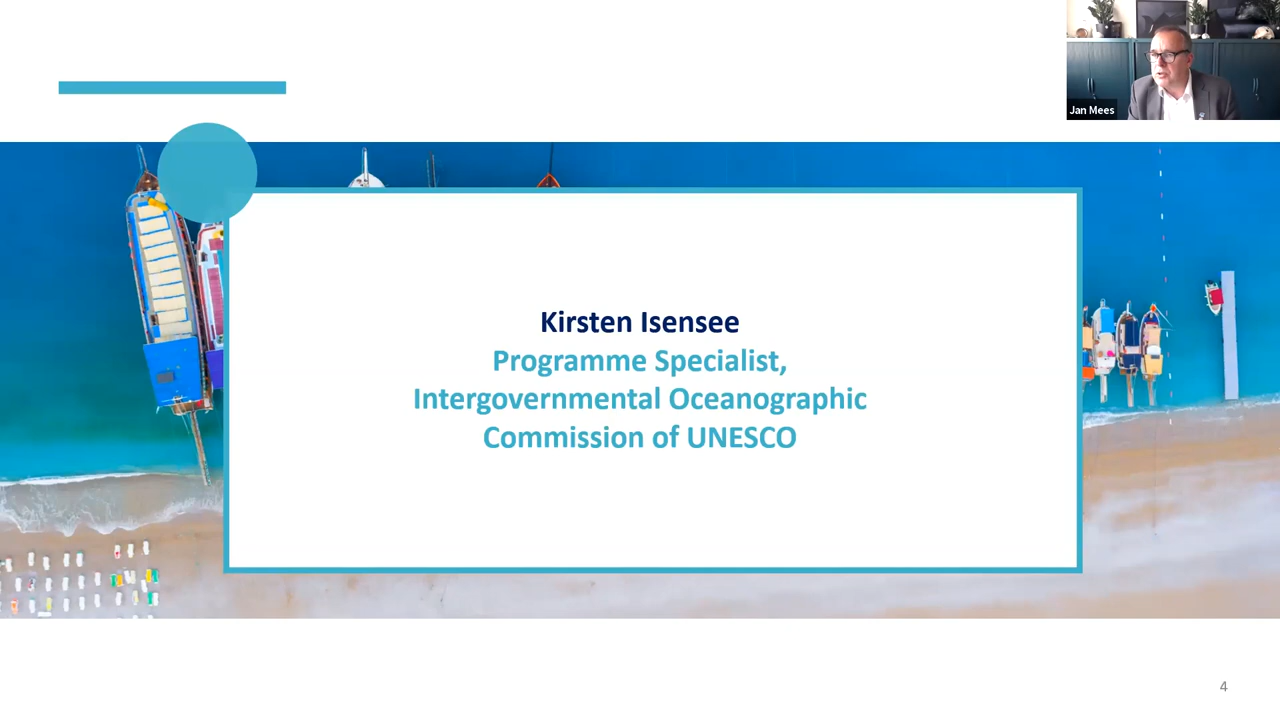 Jan Mees
Kirsten Isensee
Programme Specialist,
Intergovernmental Oceanographic
Commission of UNESCO
4